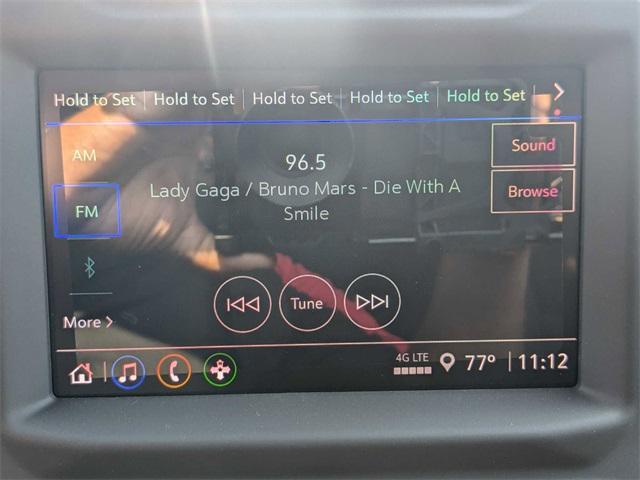 Hold to Set Hold to Set Hold to Set Hold to Set Hold to Set
AM
96.5
Sound
Lady Gaga / Bruno Mars - Die With A
Smile
Browse
FM
Tune
More
4G LTE 77° 11:12